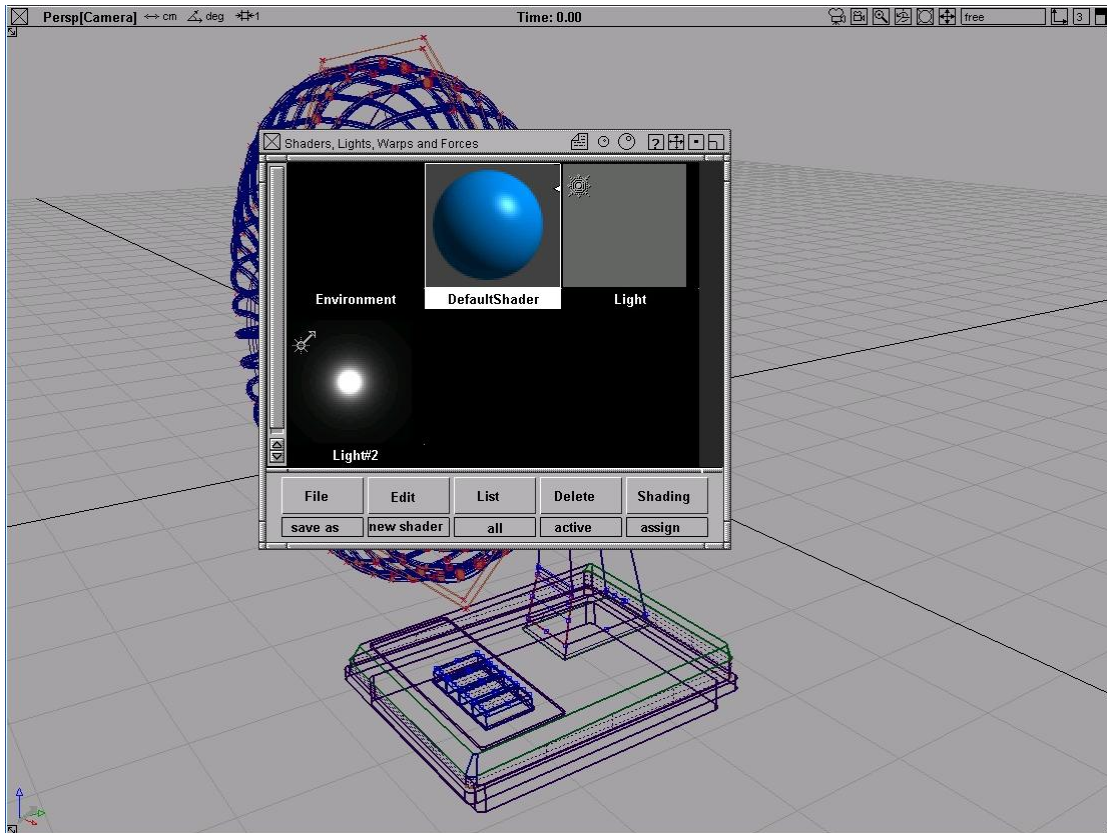 Persp[Camera] cm deg 1 Time: 0.00 free 3
Shaders, Lights, Warps and Forces ?
Environment DefaultShader Light
Light#2
File Edit List Delete Shading
save as new shader all active assign